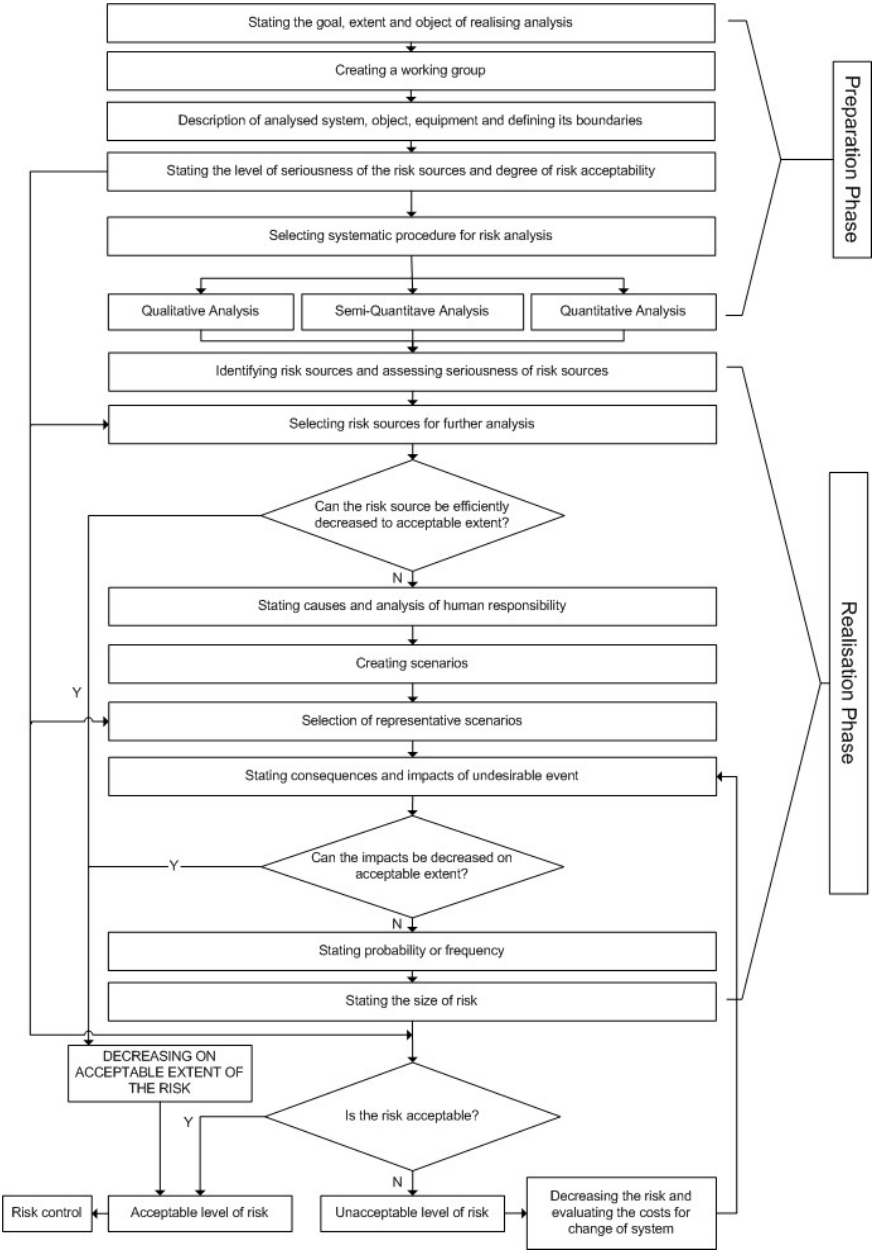 Stating the goal, extent and object of realising analysis
Creating a working group
Description of analysed system, object, equipment and defining its boundaries
Stating the level of seriousness of the risk sources and degree of risk acceptability
Selecting systematic procedure for risk analysis
Qualitative Analysis
Semi-Quantitave Analysis
Quantitative Analysis
Preparation Phase
Identifying risk sources and assessing seriousness of risk sources
Selecting risk sources for further analysis
Can the risk source be efficiently
decreased to acceptable extent?
N
Stating causes and analysis of human responsibility
Creating scenarios
Y
Selection of representative scenarios
Stating consequences and impacts of undesirable event
Can the impacts be decreased on
acceptable extent?
Y
N
Stating probability or frequency
Stating the size of risk
Realisation Phase
DECREASING ON
ACCEPTABLE EXTENT OF
THE RISK
Is the risk acceptable?
Y
N
Risk control
Acceptable level of risk
Unacceptable level of risk
Decreasing the risk and
evaluating the costs for
change of system